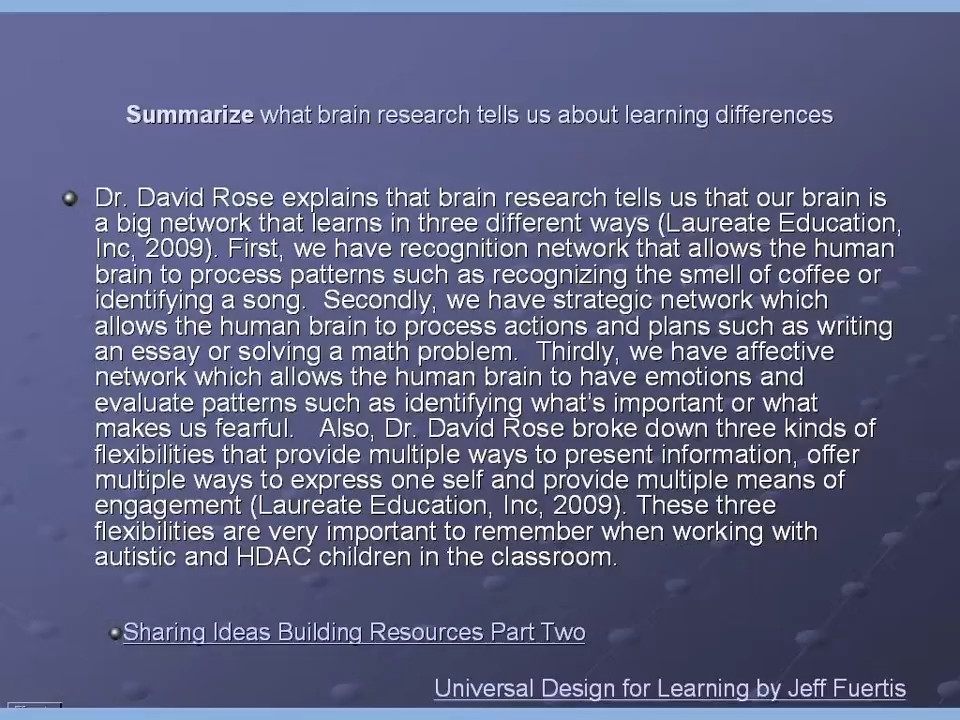 Summarize what brain research tells us about learning differences
Dr. David Rose explains that brain research tells us that our brain is
a big network that learns in three different ways (Laureate Education,
Inc, 2009). First, we have recognition network that allows the human
brain to process patterns such as recognizing the smell of coffee or
identifying a song. Secondly, we have strategic network which
allows the human brain to process actions and plans such as writing
an essay or solving a math problem. Thirdly, we have affective
network which allows the human brain to have emotions and
evaluate patterns such as identifying what's important or what
makes us fearful. Also, Dr. David Rose broke down three kinds of
flexibilities that provide multiple ways to present information, offer
multiple ways to express one self and provide multiple means of
engagement (Laureate Education, Inc, 2009). These three
flexibilities are very important to remember when working with
autistic and HDAC children in the classroom.
Sharing Ideas Building Resources Part Two
Universal Design for Learning by Jeff Fuertis